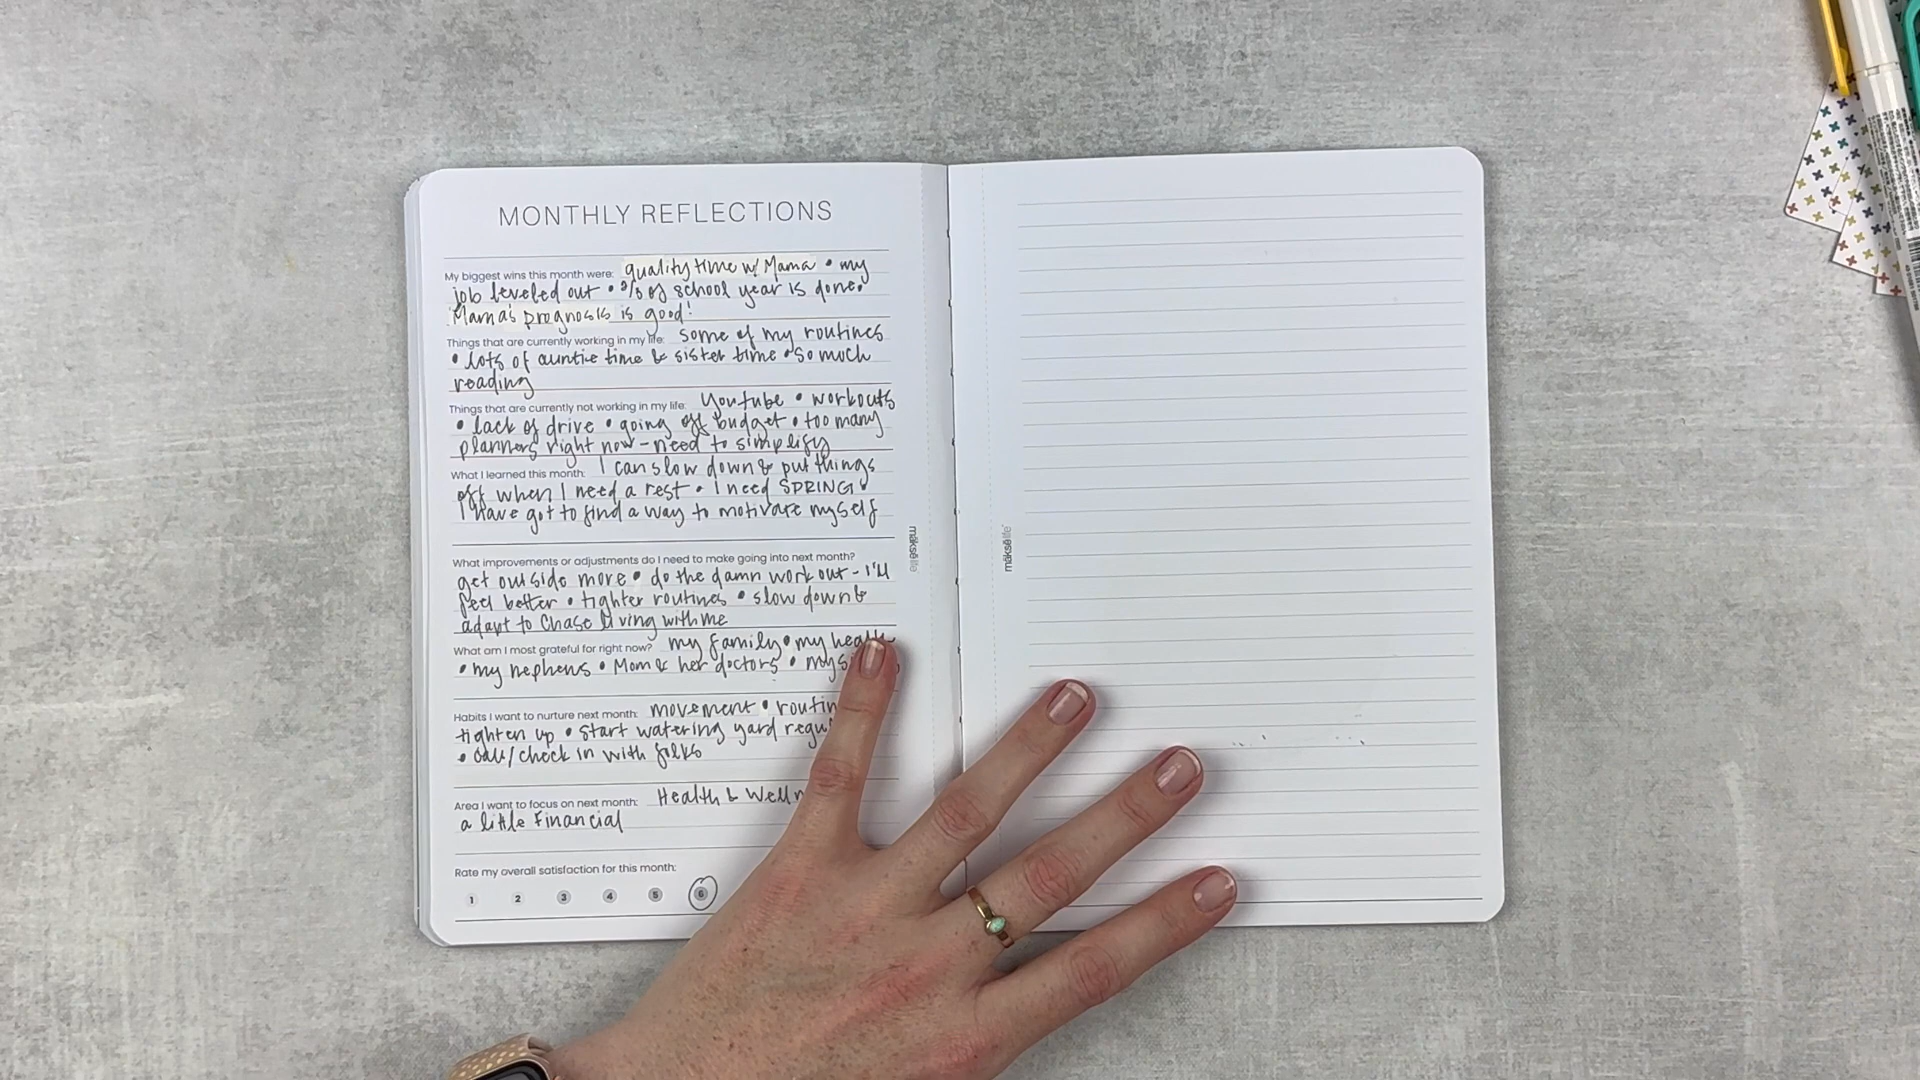 MONTHLY REFLECTIONS
My biggest wins this month were: quality time w/ Mama • my
job leveled out • 2/3 of school year is done.
Mama's prognosis is good!
Things that are currently working in my life: some of my routines
• lots of auntie time & sister time • so much
reading
Things that are currently not working in my life: Youtube • workouts
• lack of drive • going off budget • too many
planners right now - need to simplify
What I learned this month: I can slow down & put things
off when I need a rest • I need SPRING •
I have got to find a way to motivate myself
What improvements or adjustments do I need to make going into next month?
get outside more • do the damn work out - I'll
feel better • tighter routines • slow down &
adapt to Chase living with me
What am I most grateful for right now? my family • my
• my nephews • Mom & her doctors •
Habits I want to nurture next month: movement •
tighten up • start watering yard
• call/check in with folks
Area I want to focus on next month: Health &
a little Financial
Rate my overall satisfaction for this month:
1 2 3 4 5 6
mäksēlife
mäksēlife